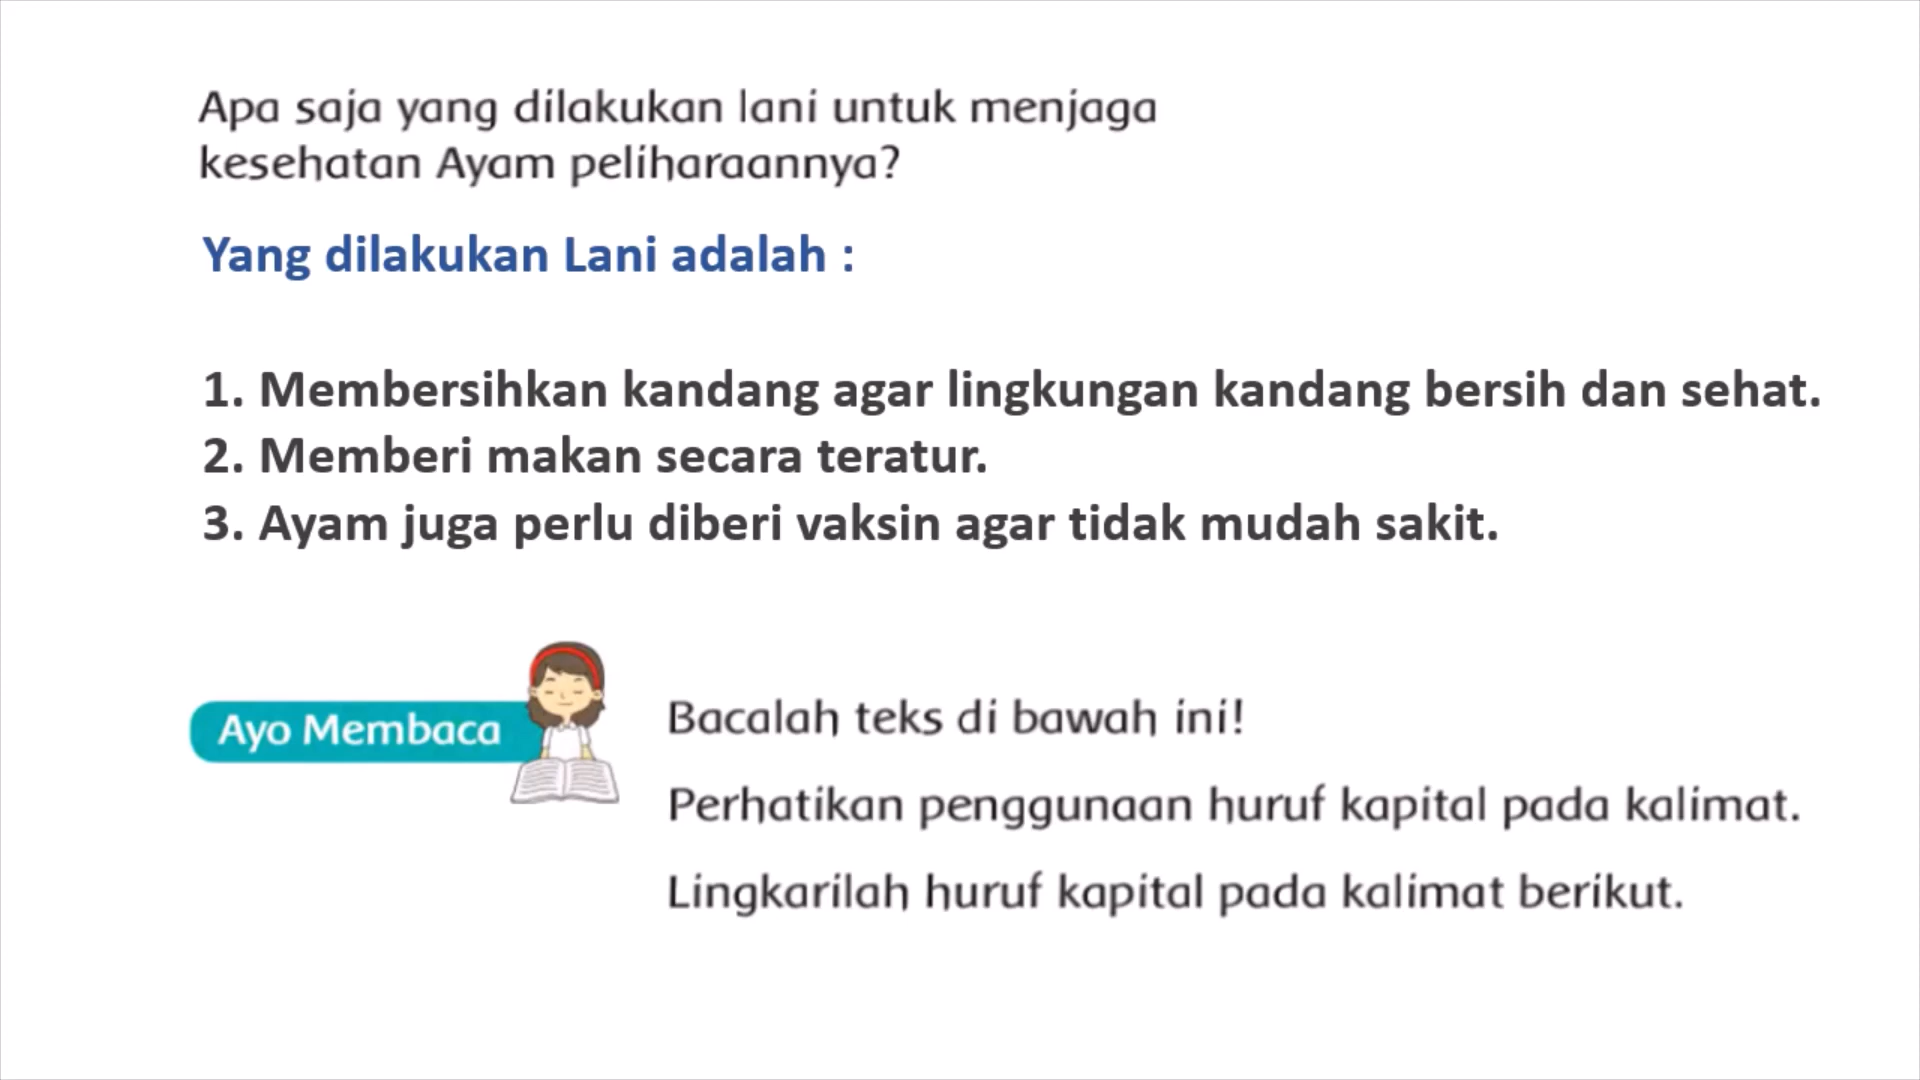 Apa saja yang dilakukan lani untuk menjaga
kesehatan Ayam peliharaannya?
Yang dilakukan Lani adalah :
1. Membersihkan kandang agar lingkungan kandang bersih dan sehat.
2. Memberi makan secara teratur.
3. Ayam juga perlu diberi vaksin agar tidak mudah sakit.
Ayo Membaca
Bacalah teks di bawah ini!
Perhatikan penggunaan huruf kapital pada kalimat.
Lingkarilah huruf kapital pada kalimat berikut.